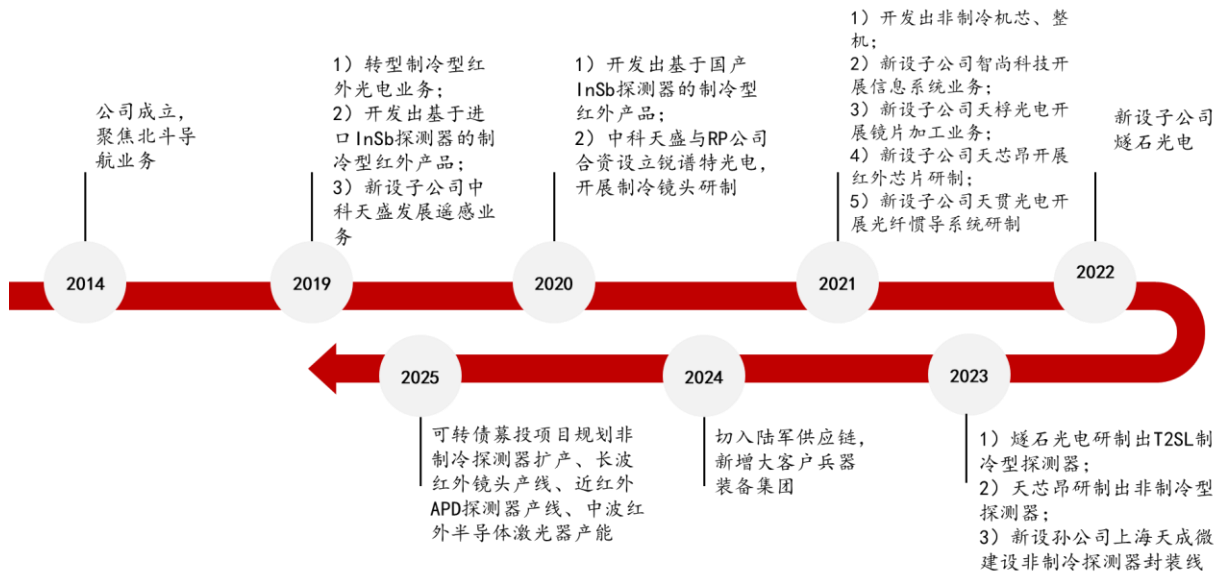 公司成立，
聚焦北斗导
航业务
2014
1）转型制冷型红
外光电业务；
2）开发出基于进
口InSb探测器的制
冷型红外产品；
3）新设子公司中
科天盛发展遥感业
务
2019
1）开发出基于国产
InSb探测器的制冷型
红外产品；
2）中科天盛与RP公司
合资设立锐谱特光电，
开展制冷镜头研制
2020
1）开发出非制冷机芯、整
机；
2）新设子公司智尚科技开
展信息系统业务；
3）新设子公司天桴光电开
展镜片加工业务；
4）新设子公司天芯昂开展
红外芯片研制；
5）新设子公司天贯光电开
展光纤惯导系统研制
2021
新设子公司
燧石光电
2022
2023
1）燧石光电研制出T2SL制
冷型探测器；
2）天芯昂研制出非制冷型
探测器；
3）新设孙公司上海天成微
建设非制冷探测器封装线
2024
切入陆军供应链，
新增大客户兵器
装备集团
2025
可转债募投项目规划非
制冷探测器扩产、长波
红外镜头产线、近红外
APD探测器产线、中波红
外半导体激光器产能